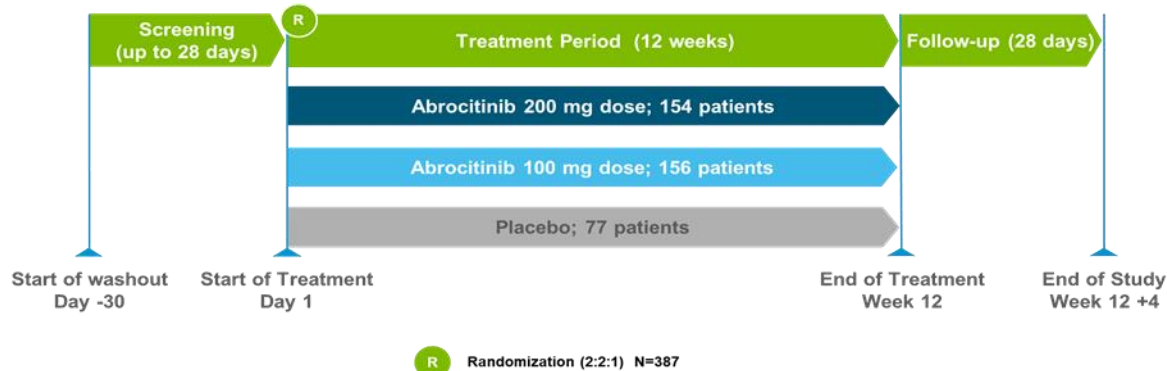 Screening
(up to 28 days)
R
Treatment Period (12 weeks)
Follow-up (28 days)
Abrocitinib 200 mg dose; 154 patients
Abrocitinib 100 mg dose; 156 patients
Placebo; 77 patients
Start of washout
Day -30
Start of Treatment
Day 1
End of Treatment
Week 12
End of Study
Week 12 +4
R Randomization (2:2:1) N=387